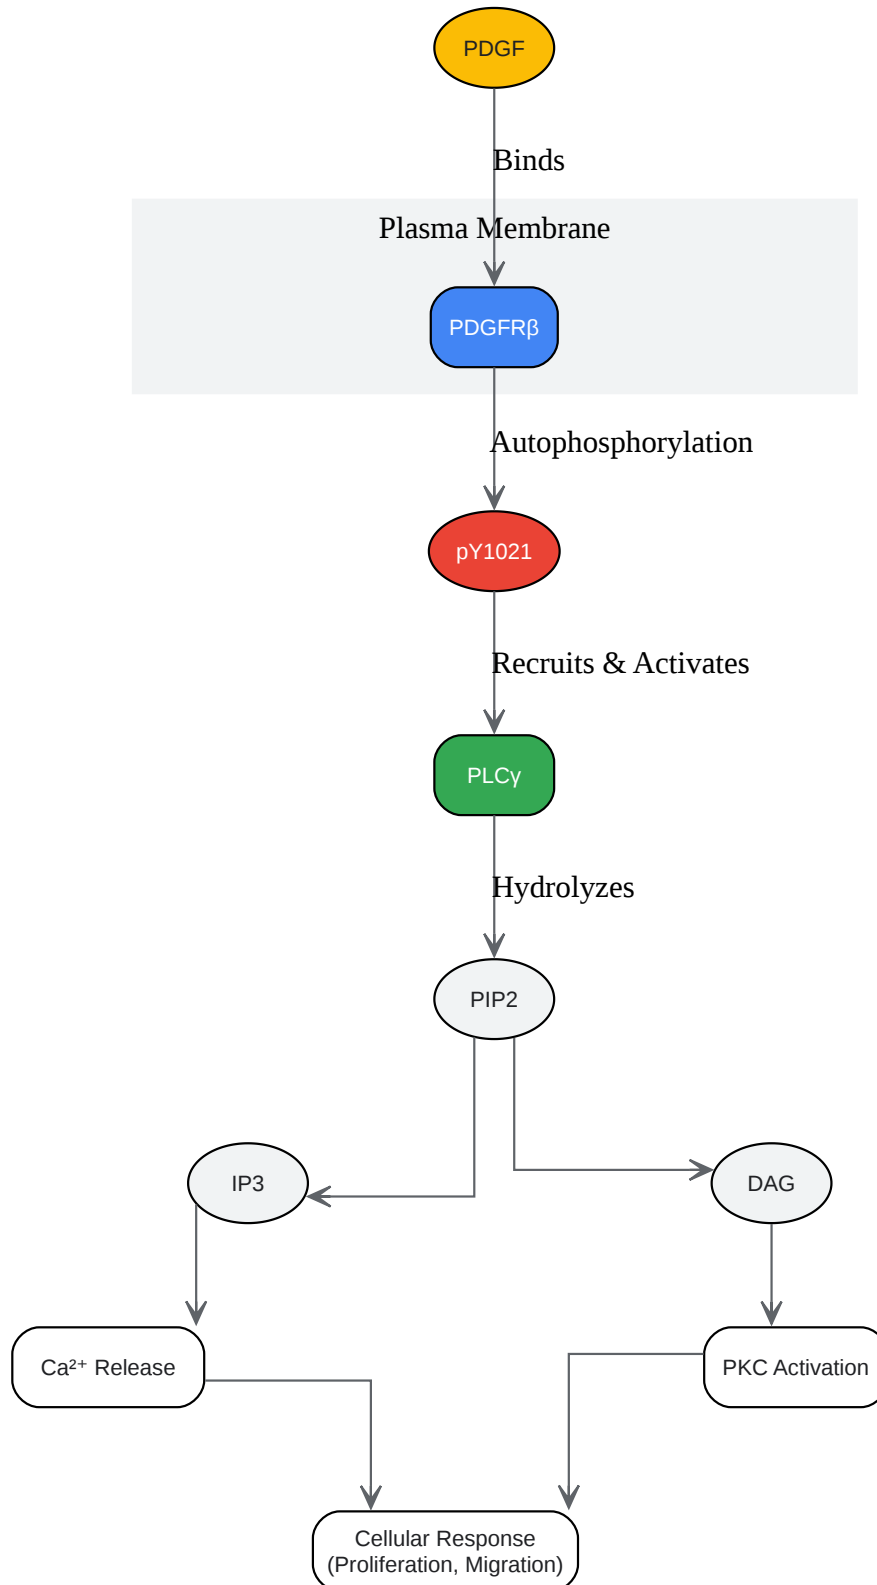 PDGF
Binds
Plasma Membrane
PDGFRβ
Autophosphorylation
pY1021
Recruits & Activates
PLCγ
Hydrolyzes
PIP2
IP3
DAG
Ca²⁺ Release
PKC Activation
Cellular Response
(Proliferation, Migration)